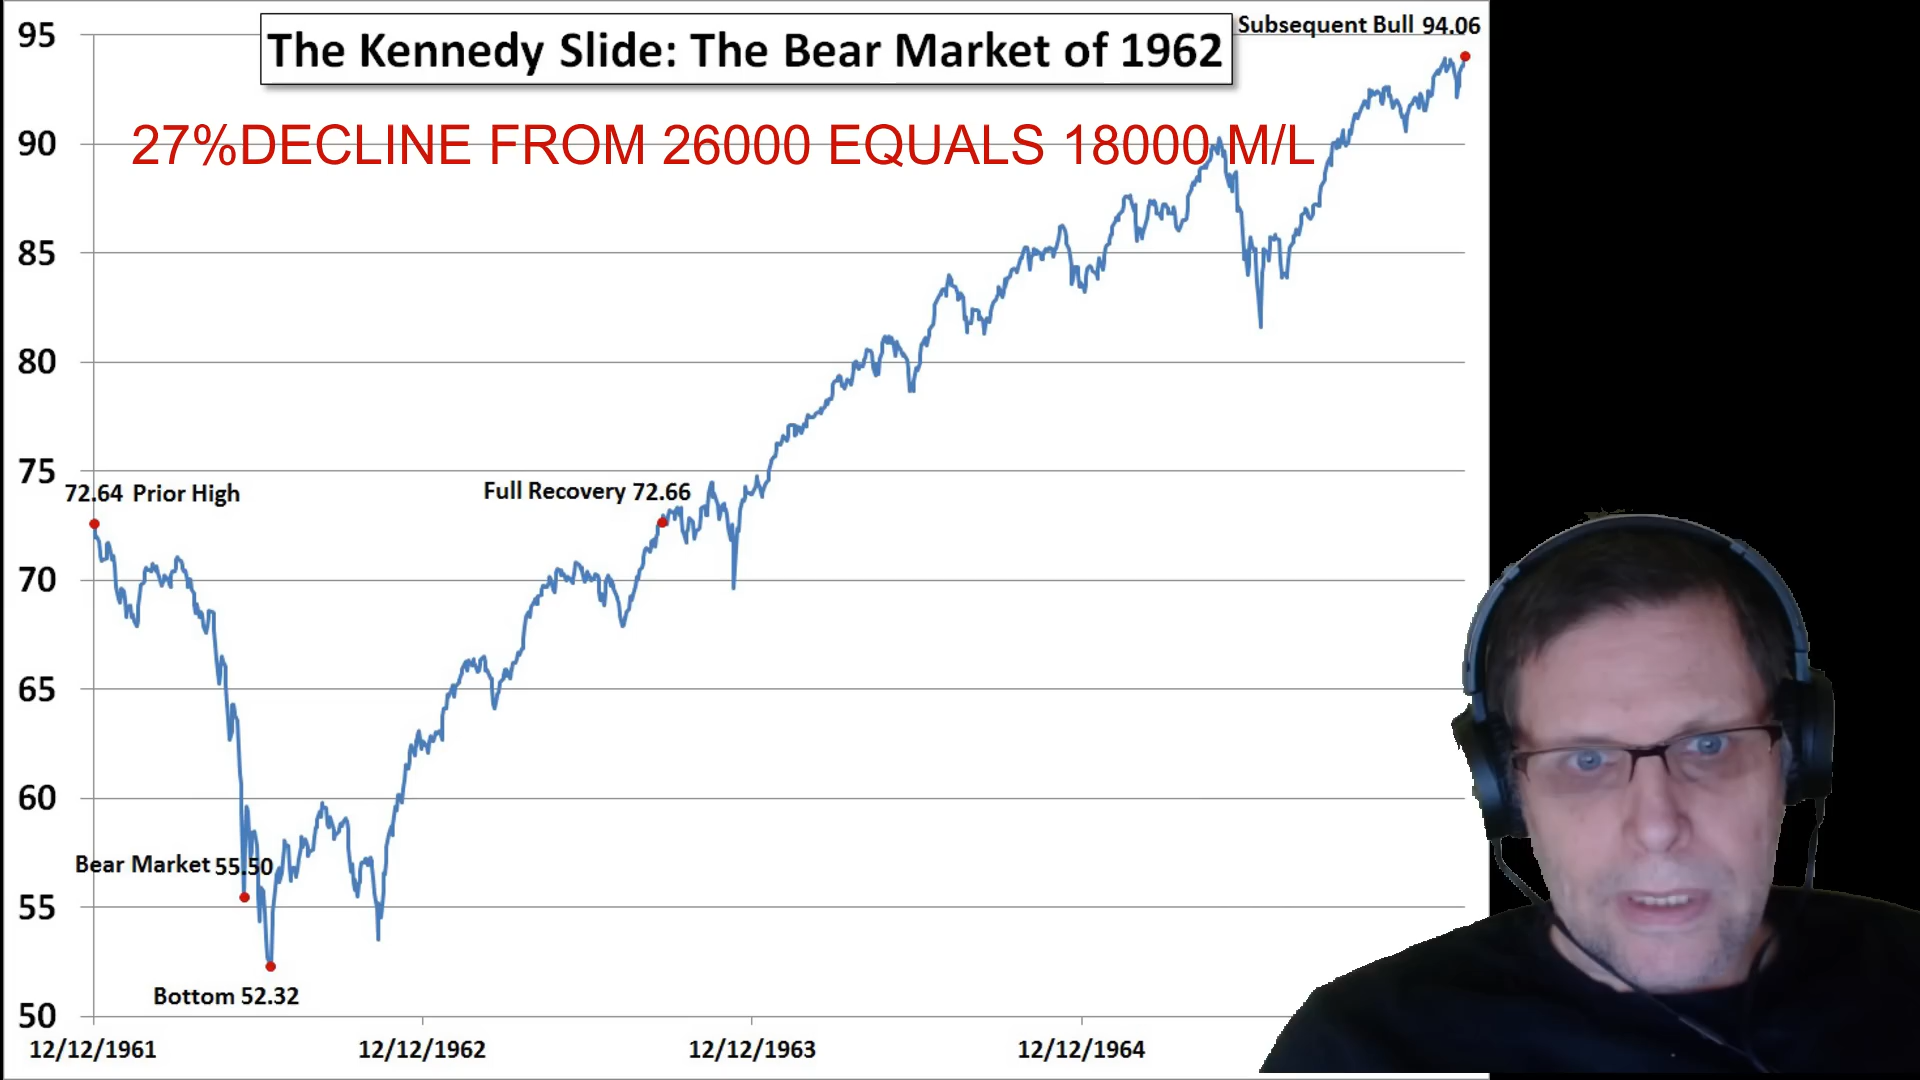 95
Subsequent Bull 94.06
The Kennedy Slide: The Bear Market of 1962
90
27%DECLINE FROM 26000 EQUALS 18000 M/L
85
80
75
72.64 Prior High
Full Recovery 72.66
70
65
60
Bear Market 55.50
55
Bottom 52.32
50
12/12/1961
12/12/1962
12/12/1963
12/12/1964